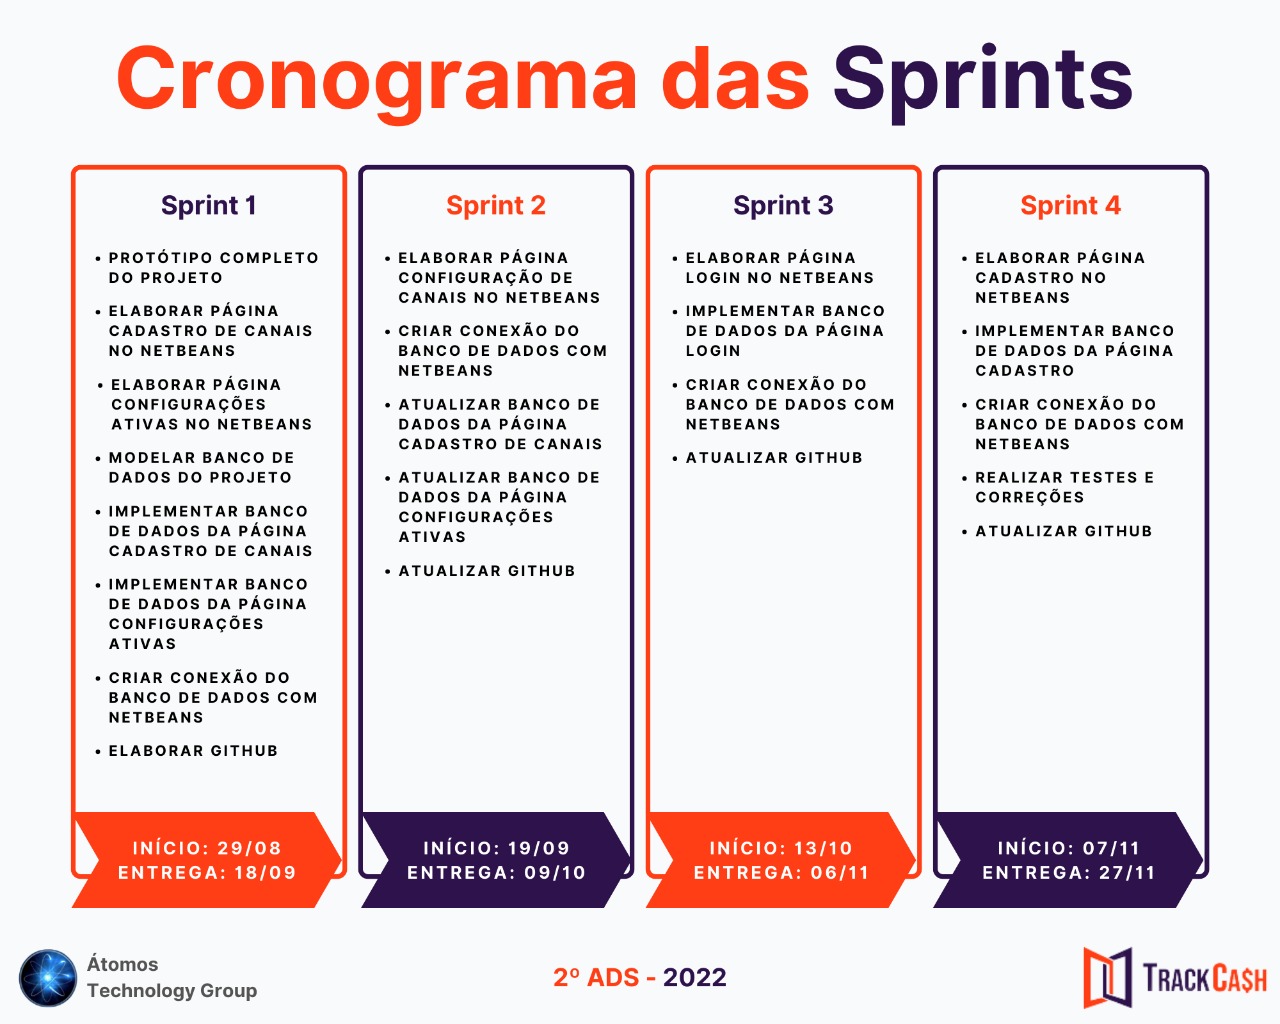 Cronograma das Sprints
Sprint 1
• PROTÓTIPO COMPLETO
DO PROJETO
• ELABORAR PÁGINA
CADASTRO DE CANAIS
NO NETBEANS
• ELABORAR PÁGINA
CONFIGURAÇÕES
ATIVAS NO NETBEANS
• MODELAR BANCO DE
DADOS DO PROJETO
• IMPLEMENTAR BANCO
DE DADOS DA PÁGINA
CADASTRO DE CANAIS
• IMPLEMENTAR BANCO
DE DADOS DA PÁGINA
CONFIGURAÇÕES
ATIVAS
• CRIAR CONEXÃO DO
BANCO DE DADOS COM
NETBEANS
• ELABORAR GITHUB
INÍCIO: 29/08
ENTREGA: 18/09
Sprint 2
• ELABORAR PÁGINA
CONFIGURAÇÃO DE
CANAIS NO NETBEANS
• CRIAR CONEXÃO DO
BANCO DE DADOS COM
NETBEANS
• ATUALIZAR BANCO DE
DADOS DA PÁGINA
CADASTRO DE CANAIS
• ATUALIZAR BANCO DE
DADOS DA PÁGINA
CONFIGURAÇÕES
ATIVAS
• ATUALIZAR GITHUB
INÍCIO: 19/09
ENTREGA: 09/10
Sprint 3
• ELABORAR PÁGINA
LOGIN NO NETBEANS
• IMPLEMENTAR BANCO
DE DADOS DA PÁGINA
LOGIN
• CRIAR CONEXÃO DO
BANCO DE DADOS COM
NETBEANS
• ATUALIZAR GITHUB
INÍCIO: 13/10
ENTREGA: 06/11
Sprint 4
• ELABORAR PÁGINA
CADASTRO NO
NETBEANS
• IMPLEMENTAR BANCO
DE DADOS DA PÁGINA
CADASTRO
• CRIAR CONEXÃO DO
BANCO DE DADOS COM
NETBEANS
• REALIZAR TESTES E
CORREÇÕES
• ATUALIZAR GITHUB
INÍCIO: 07/11
ENTREGA: 27/11
Átomos
Technology Group
2º ADS - 2022
TRACKCA$H